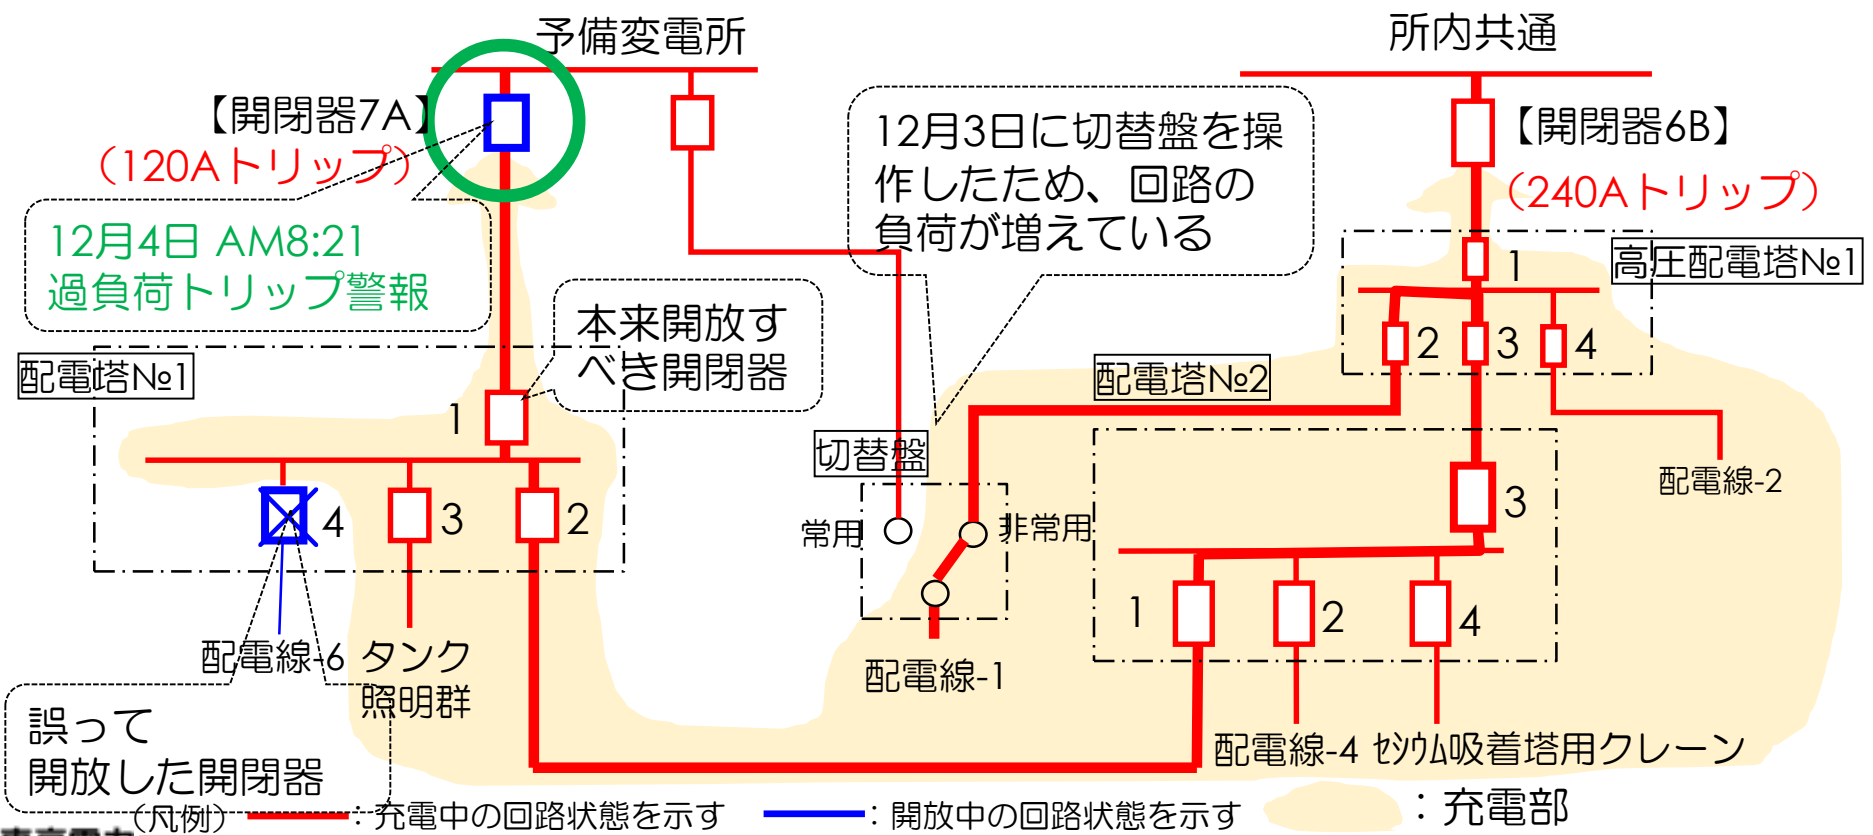 予備変電所
所内共通
【開閉器7A】
（120Aトリップ）
12月4日 AM8:21
過負荷トリップ警報
12月3日に切替盤を操
作したため、回路の
負荷が増えている
【開閉器6B】
（240Aトリップ）
高圧配電塔№1
1
2
3
4
配電線-2
本来開放す
べき開閉器
配電塔№1
1
4
3
2
配電線-6
タンク
照明群
誤って
開放した開閉器
切替盤
常用
非常用
配電線-1
配電塔№2
3
1
2
4
配電線-4
ｾｼｳﾑ吸着塔用クレーン
（凡例）
：充電中の回路状態を示す
：開放中の回路状態を示す
：充電部